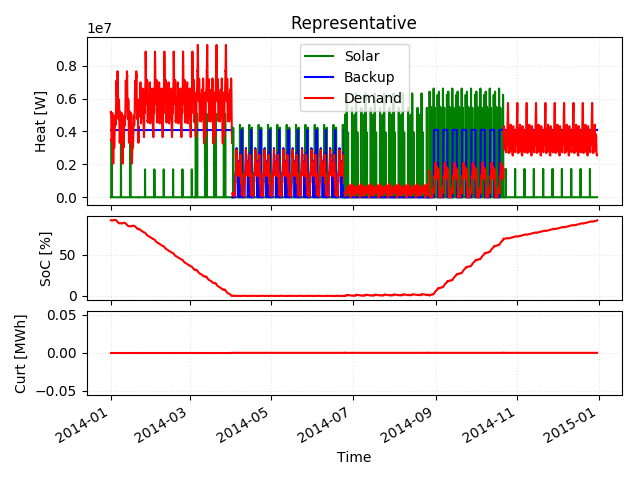 Representative
1e7
0.8
0.6
0.4
0.2
0.0
Heat [W]
Solar
Backup
Demand
50
0
SoC [%]
0.05
0.00
−0.05
Curt [MWh]
2014-01
2014-03
2014-05
2014-07
2014-09
2014-11
2015-01
Time